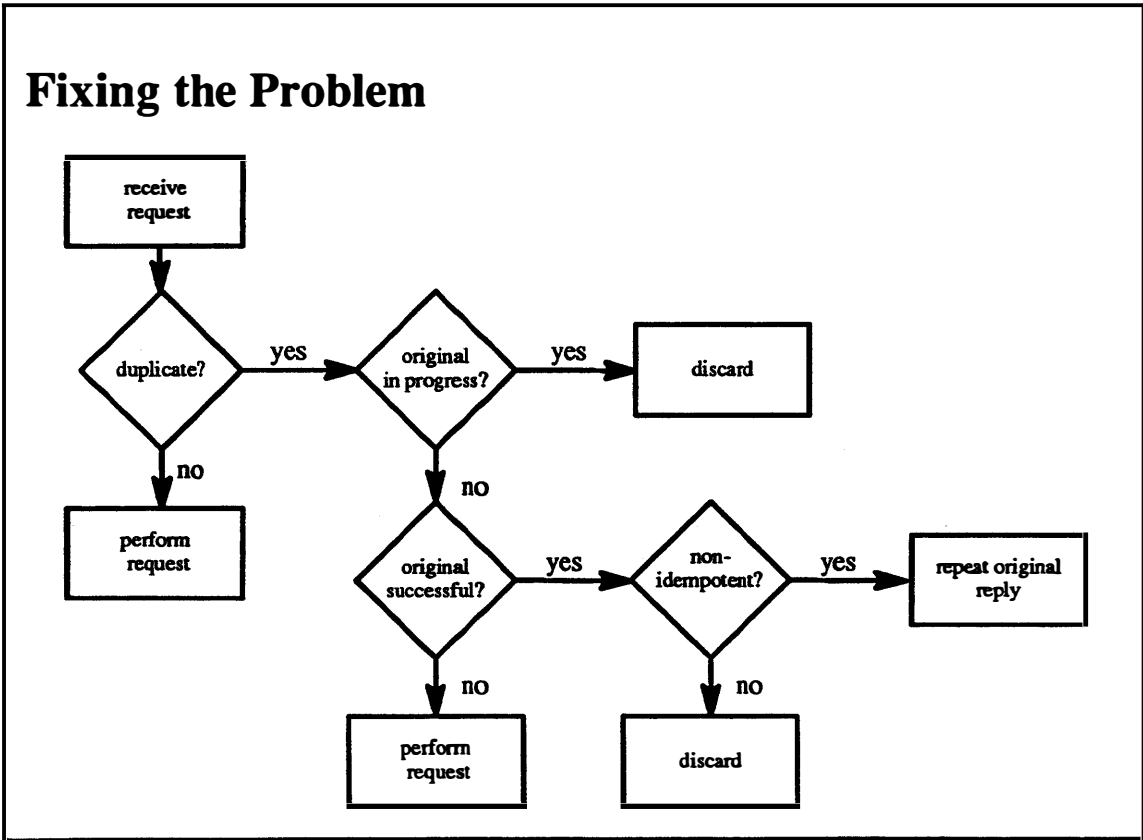 Fixing the Problem
receive
request
duplicate?
yes
original
in progress?
yes
discard
no
perform
request
no
original
successful?
yes
non-
idempotent?
yes
repeat original
reply
no
perform
request
no
discard